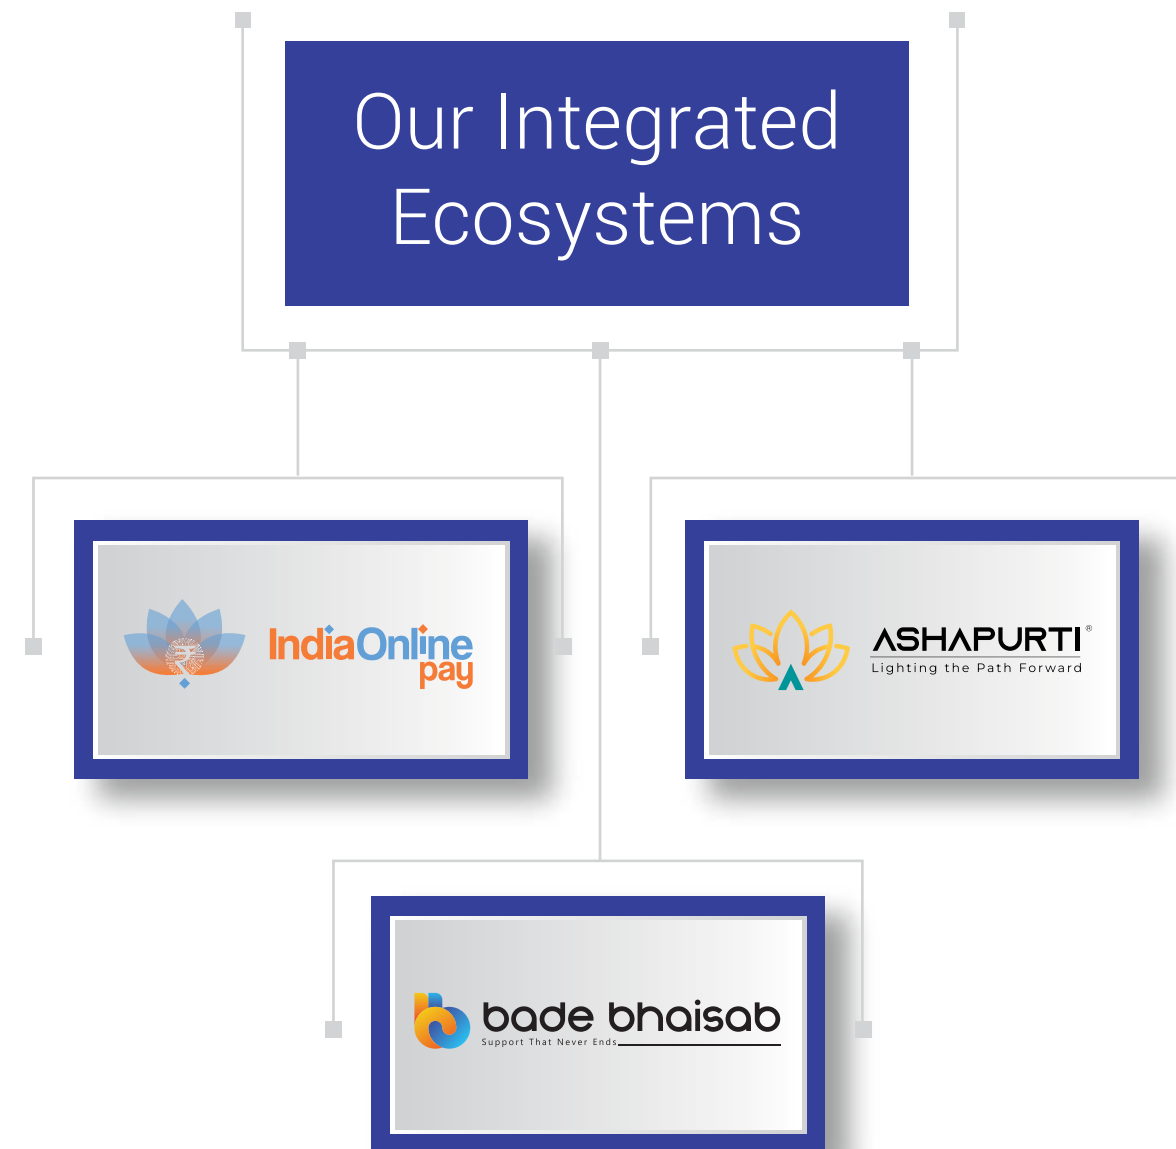 Our Integrated
Ecosystems
IndiaOnline
pay
ASHAPURTI®
Lighting the Path Forward
bade bhaisab
Support That Never Ends